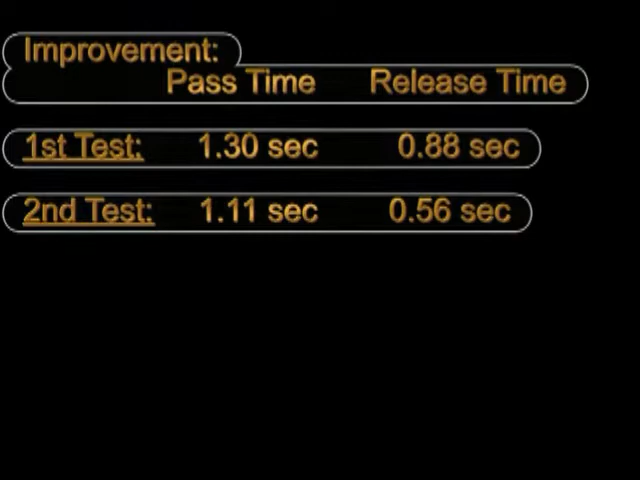 Improvement:
Pass Time Release Time
1st Test: 1.30 sec 0.88 sec
2nd Test: 1.11 sec 0.56 sec